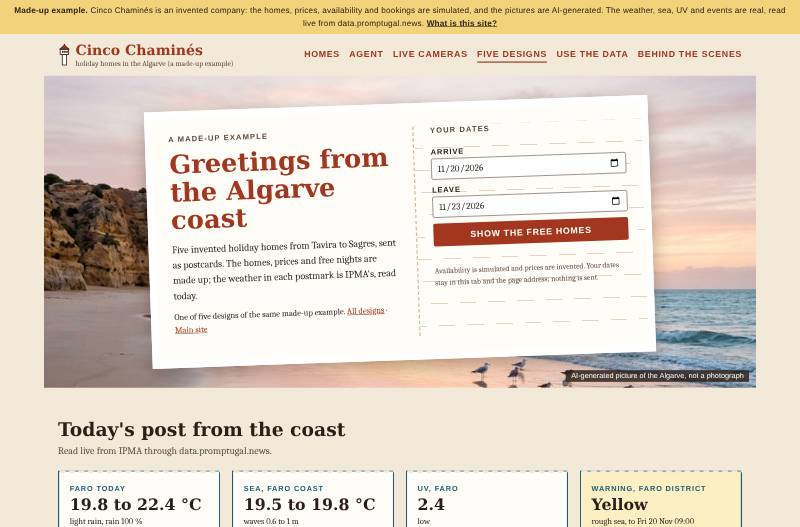 Made-up example. Cinco Chaminés is an invented company: the homes, prices, availability and bookings are simulated, and the pictures are AI-generated. The weather, sea, UV and events are real, read
live from data.promptugal.news. What is this site?
Cinco Chaminés
holiday homes in the Algarve (a made-up example)
HOMES AGENT LIVE CAMERAS FIVE DESIGNS USE THE DATA BEHIND THE SCENES
A MADE-UP EXAMPLE
Greetings from
the Algarve
coast
Five invented holiday homes from Tavira to Sagres, sent
as postcards. The homes, prices and free nights are
made up; the weather in each postmark is IPMA's, read
today.
One of five designs of the same made-up example. All designs ·
Main site
YOUR DATES
ARRIVE
11/20/2026
LEAVE
11/23/2026
SHOW THE FREE HOMES
Availability is simulated and prices are invented. Your dates
stay in this tab and the page address; nothing is sent.
AI-generated picture of the Algarve, not a photograph
Today's post from the coast
Read live from IPMA through data.promptugal.news.
FARO TODAY
19.8 to 22.4 °C
light rain, rain 100 %
SEA, FARO COAST
19.5 to 19.8 °C
waves 0.6 to 1 m
UV, FARO
2.4
low
WARNING, FARO DISTRICT
Yellow
rough sea, to Fri 20 Nov 09:00